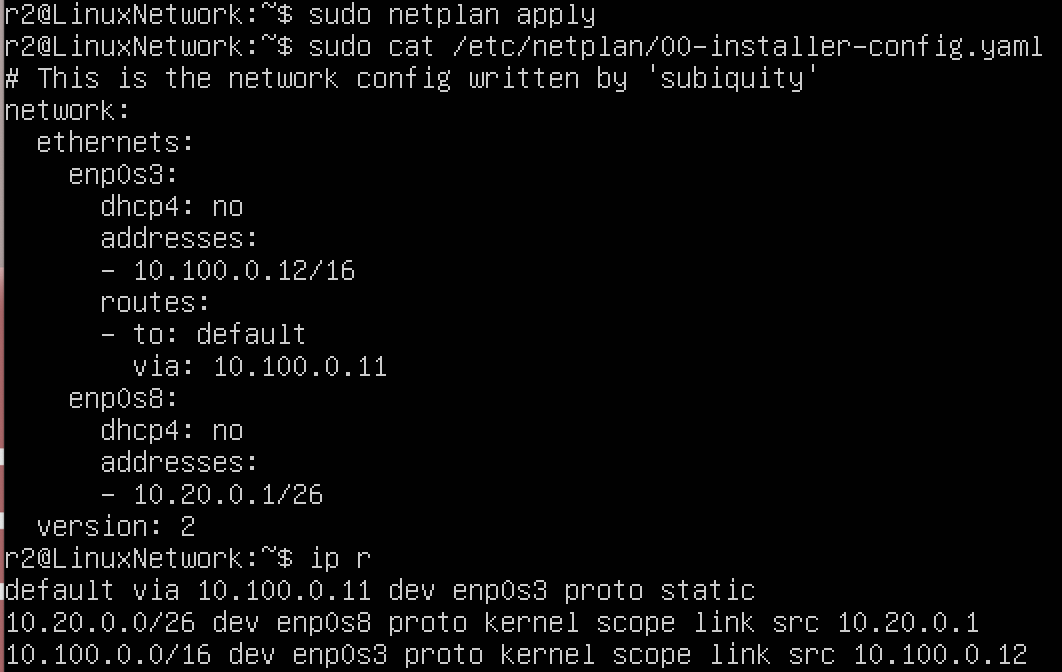 r2@LinuxNetwork:~$ sudo netplan apply
r2@LinuxNetwork:~$ sudo cat /etc/netplan/00-installer-config.yaml
# This is the network config written by 'subiquity'
network:
  ethernets:
    enp0s3:
      dhcp4: no
      addresses:
      - 10.100.0.12/16
      routes:
      - to: default
        via: 10.100.0.11
    enp0s8:
      dhcp4: no
      addresses:
      - 10.20.0.1/26
  version: 2
r2@LinuxNetwork:~$ ip r
default via 10.100.0.11 dev enp0s3 proto static
10.20.0.0/26 dev enp0s8 proto kernel scope link src 10.20.0.1
10.100.0.0/16 dev enp0s3 proto kernel scope link src 10.100.0.12